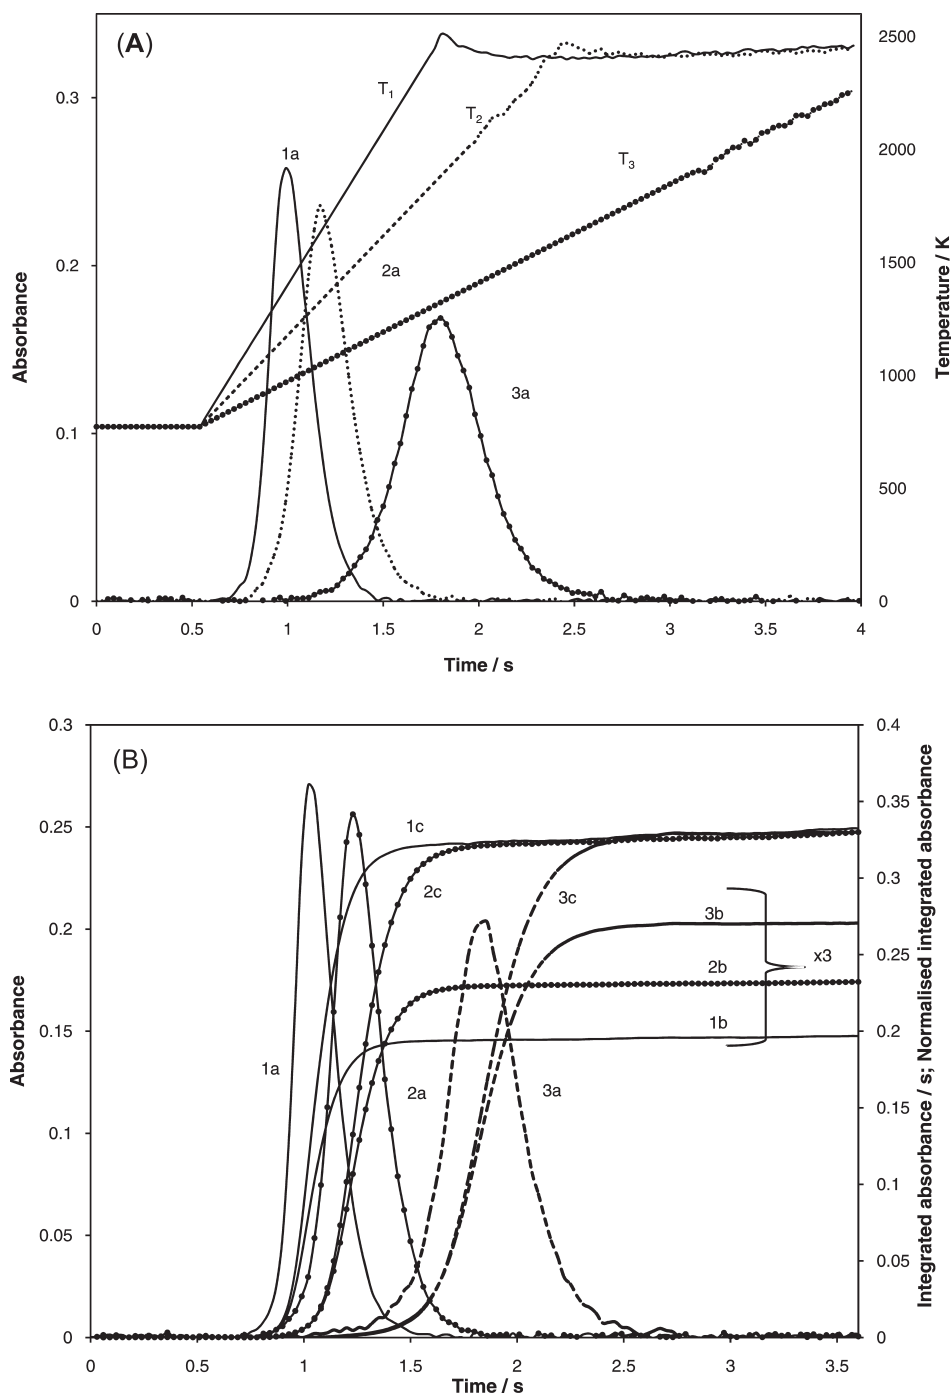 (A)
0.3
0.2
0.1
0
Absorbance
2500
2000
1500
1000
500
0
Temperature / K
T1
T2
T3
1a
2a
3a
0
0.5
1
1.5
2
2.5
3
3.5
4
Time / s
(B)
0.3
0.25
0.2
0.15
0.1
0.05
0
Absorbance
0.4
0.35
0.3
0.25
0.2
0.15
0.1
0.05
0
Integrated absorbance / s; Normalised integrated absorbance
1c
2c
3c
3b
x3
2b
1b
1a
2a
3a
0
0.5
1
1.5
2
2.5
3
3.5
Time / s